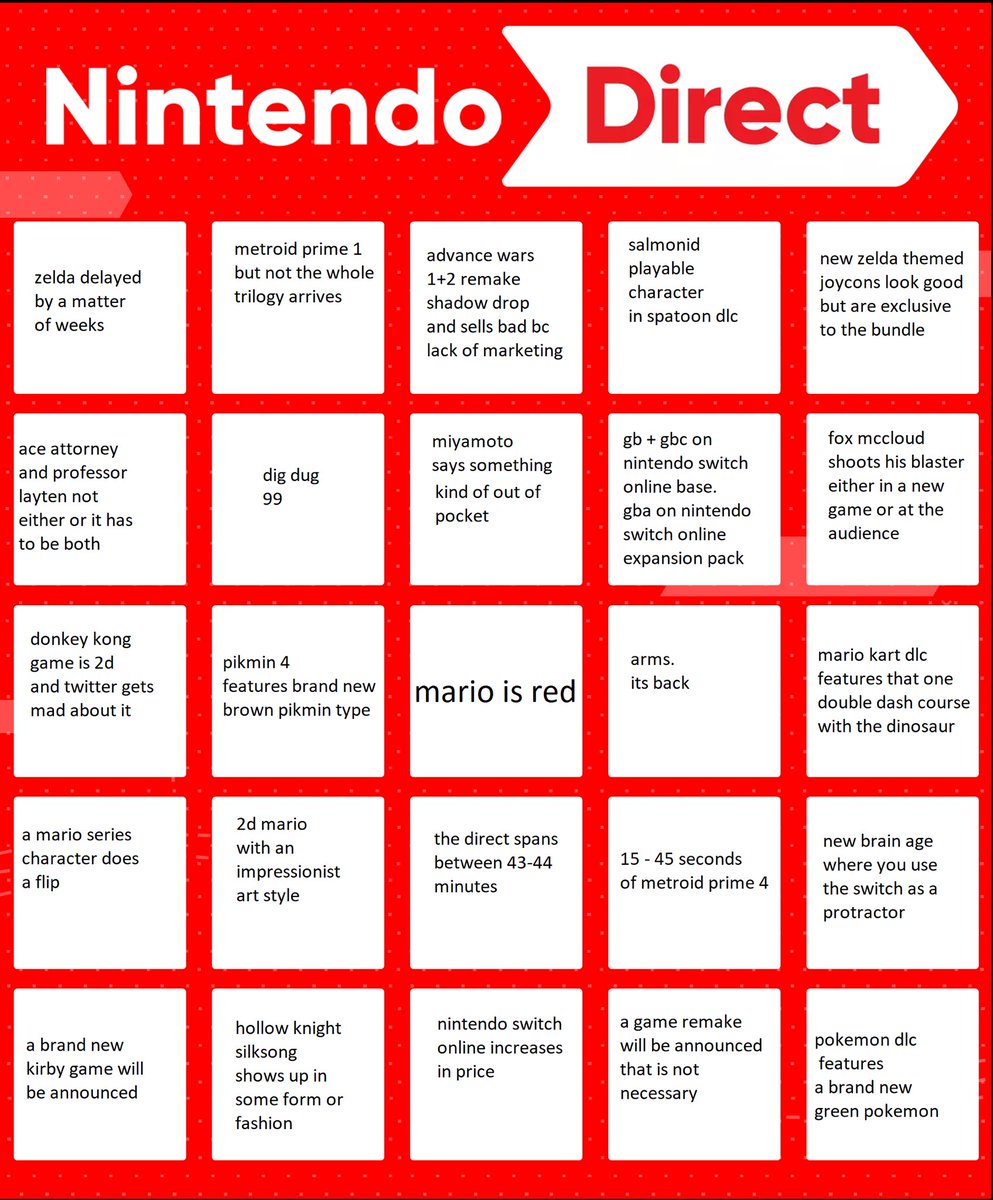 Nintendo Direct
zelda delayed
by a matter
of weeks
metroid prime 1
but not the whole
trilogy arrives
advance wars
1+2 remake
shadow drop
and sells bad bc
lack of marketing
salmonid
playable
character
in spatoon dlc
new zelda themed
joycons look good
but are exclusive
to the bundle
ace attorney
and professor
layten not
either or it has
to be both
dig dug
99
miyamoto
says something
kind of out of
pocket
gb + gbc on
nintendo switch
online base.
gba on nintendo
switch online
expansion pack
fox mccloud
shoots his blaster
either in a new
game or at the
audience
donkey kong
game is 2d
and twitter gets
mad about it
pikmin 4
features brand new
brown pikmin type
mario is red
arms.
its back
mario kart dlc
features that one
double dash course
with the dinosaur
a mario series
character does
a flip
2d mario
with an
impressionist
art style
the direct spans
between 43-44
minutes
15 - 45 seconds
of metroid prime 4
new brain age
where you use
the switch as a
protractor
a brand new
kirby game will
be announced
hollow knight
silksong
shows up in
some form or
fashion
nintendo switch
online increases
in price
a game remake
will be announced
that is not
necessary
pokemon dlc
features
a brand new
green pokemon